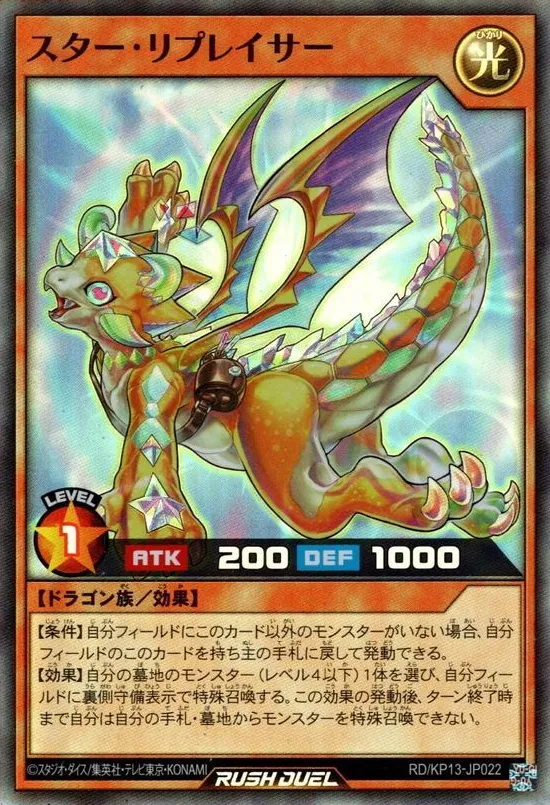 スター・リプレイサー
ひかり
光
LEVEL
1
ATK 200 DEF 1000
【ドラゴン族/効果】
【条件】自分フィールドにこのカード以外のモンスターがいない場合、自分
フィールドのこのカードを持ち主の手札に戻して発動できる。
【効果】自分の墓地のモンスター(レベル4以下)1体を選び、自分フィー
ルドに裏側守備表示で特殊召喚する。この効果の発動後、ターン終了時
まで自分は自分の手札・墓地からモンスターを特殊召喚できない。
©スタジオ・ダイス/集英社・テレビ東京・KONAMI
RUSH DUEL
RD/KP13-JP022